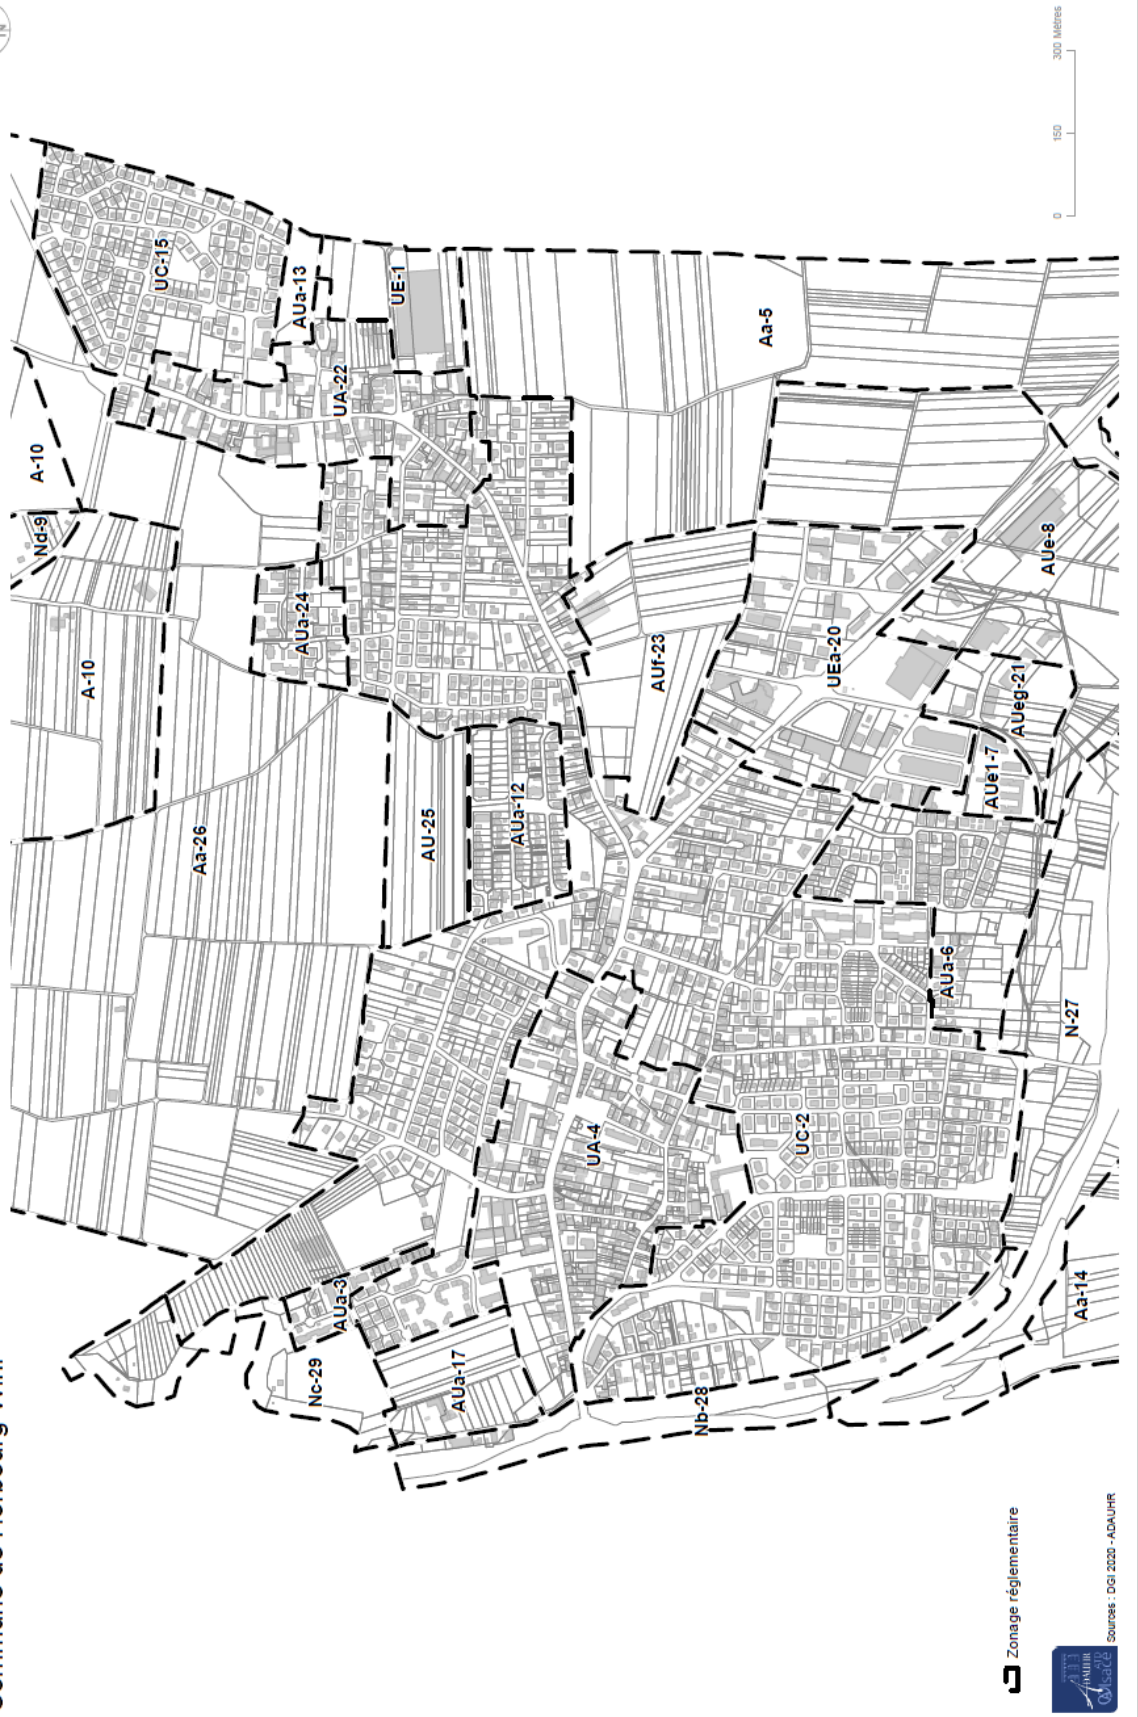 UC-15
AUa-13
UE-1
UA-22
A-10
Nd-9
Aa-5
AUa-24
A-10
AUf-23
AUe-8
UEa-20
AUeg-21
AUe1-7
AUa-12
AU-25
Aa-26
AUa-6
N-27
UA-4
UC-2
AUa-3
Aa-14
Nc-29
AUa-17
Nb-28
0 150 300 Mètres
Zonage réglementaire
ADAUHR
ATD
Alsace
Sources : DGI 2020 - ADAUHR